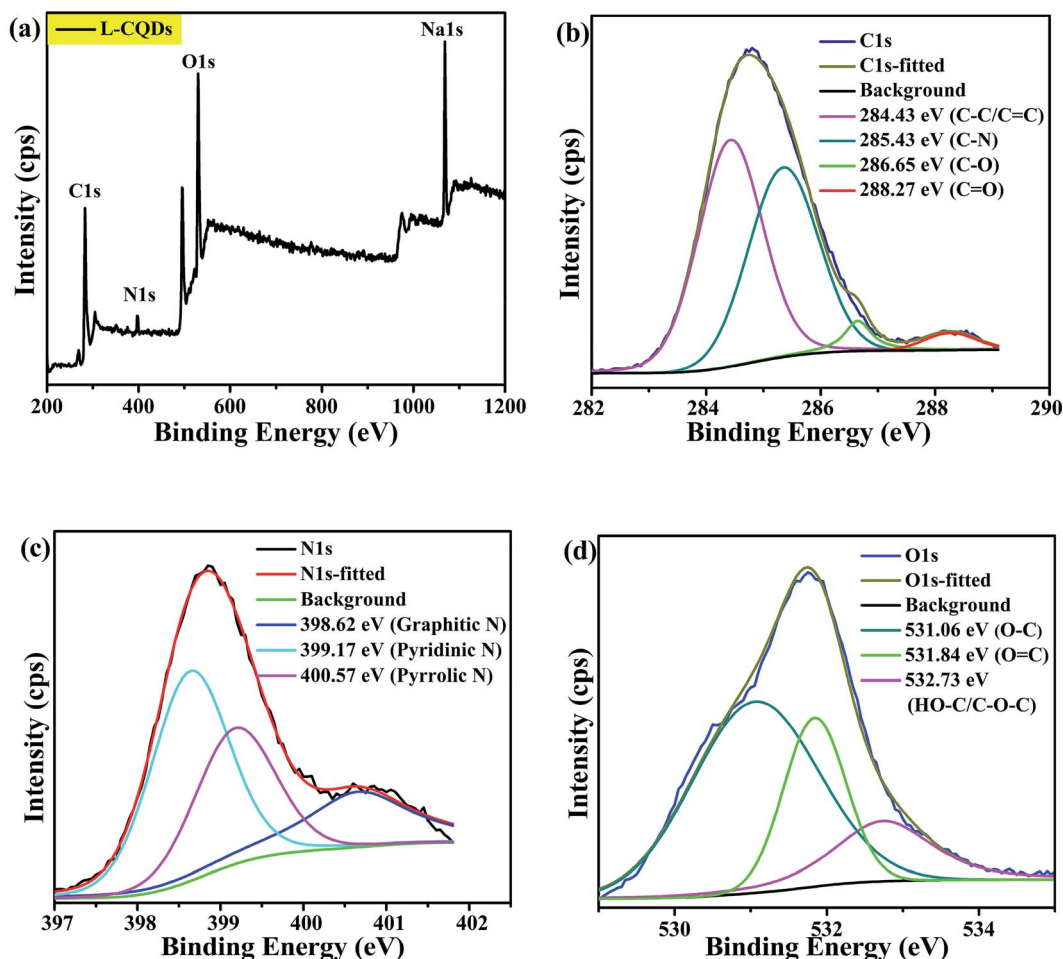 (a)
L-CQDs
Na1s
O1s
C1s
N1s
Intensity (cps)
200 400 600 800 1000 1200
Binding Energy (eV)
(b)
C1s
C1s-fitted
Background
284.43 eV (C-C/C=C)
285.43 eV (C-N)
286.65 eV (C-O)
288.27 eV (C=O)
Intensity (cps)
282 284 286 288 290
Binding Energy (eV)
(c)
N1s
N1s-fitted
Background
398.62 eV (Graphitic N)
399.17 eV (Pyridinic N)
400.57 eV (Pyrrolic N)
Intensity (cps)
397 398 399 400 401 402
Binding Energy (eV)
(d)
O1s
O1s-fitted
Background
531.06 eV (O-C)
531.84 eV (O=C)
532.73 eV
(HO-C/C-O-C)
Intensity (cps)
530 532 534
Binding Energy (eV)